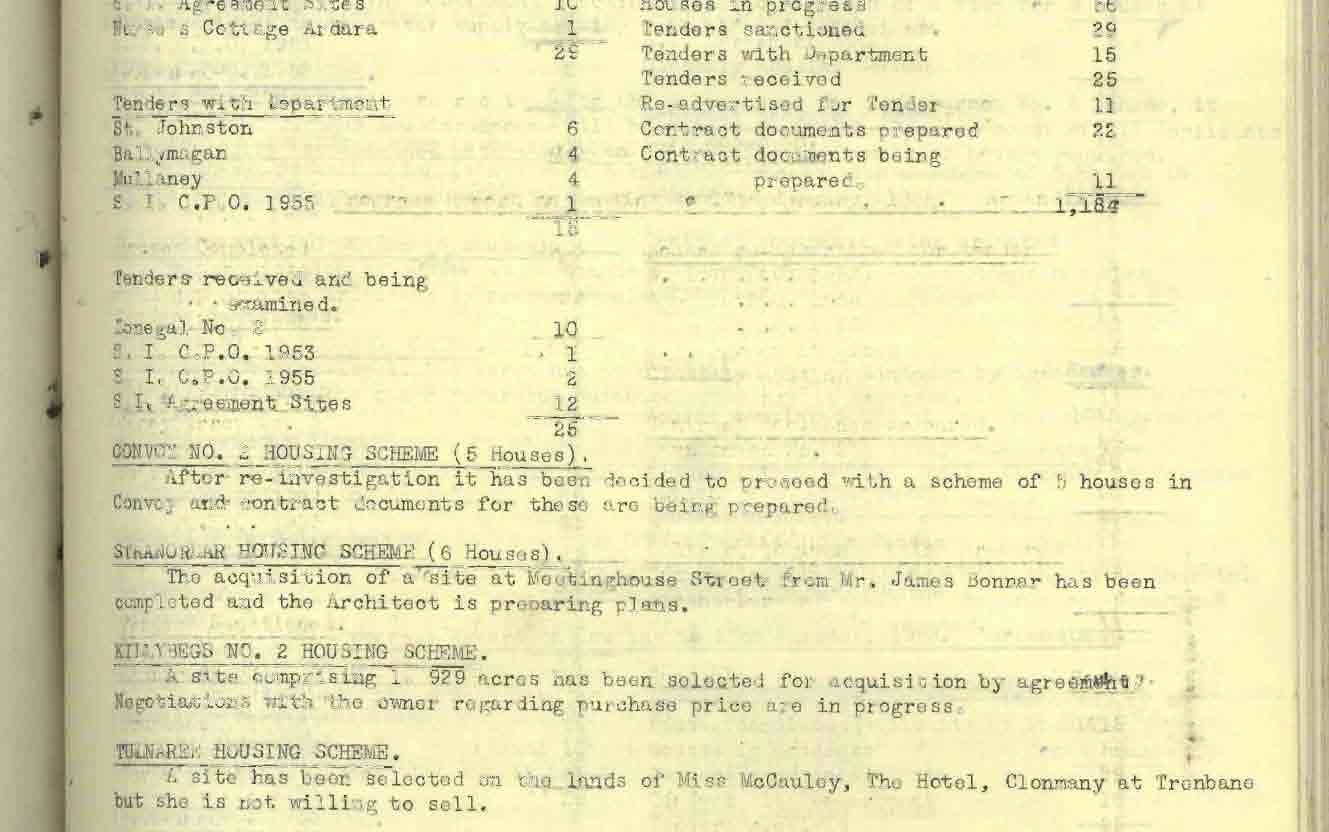 Agreement Sites 10
Nurse's Cottage Ardara 1
29
Tenders with Department
St. Johnston 6
Ballymagan 4
Mullaney 4
S. I. C.P.O. 1955 1
15
Tenders received and being
examined.
Donegal No. 2 10
S. I. C.P.O. 1953 1
S. I. C.P.O. 1955 2
S.I. Agreement Sites 12
25
Houses in progress
Tenders sanctioned 29
Tenders with Department 15
Tenders received 25
Re-advertised for Tender 11
Contract documents prepared 22
Contract documents being
prepared. 11
1,184
CONVOY NO. 2 HOUSING SCHEME (5 Houses).
After re-investigation it has been decided to proceed with a scheme of 5 houses in
Convoy and contract documents for these are being prepared.
STRANORLAR HOUSING SCHEME (6 Houses).
The acquisition of a site at Meetinghouse Street from Mr. James Bonnar has been
completed and the Architect is preparing plans.
KILLYBEGS NO. 2 HOUSING SCHEME.
A site comprising 1. 929 acres has been selected for acquisition by agreement.
Negotiations with the owner regarding purchase price are in progress.
HOUSING SCHEME.
A site has been selected on the lands of Miss McCauley, The Hotel, Clonmany at Trenbane
but she is not willing to sell.